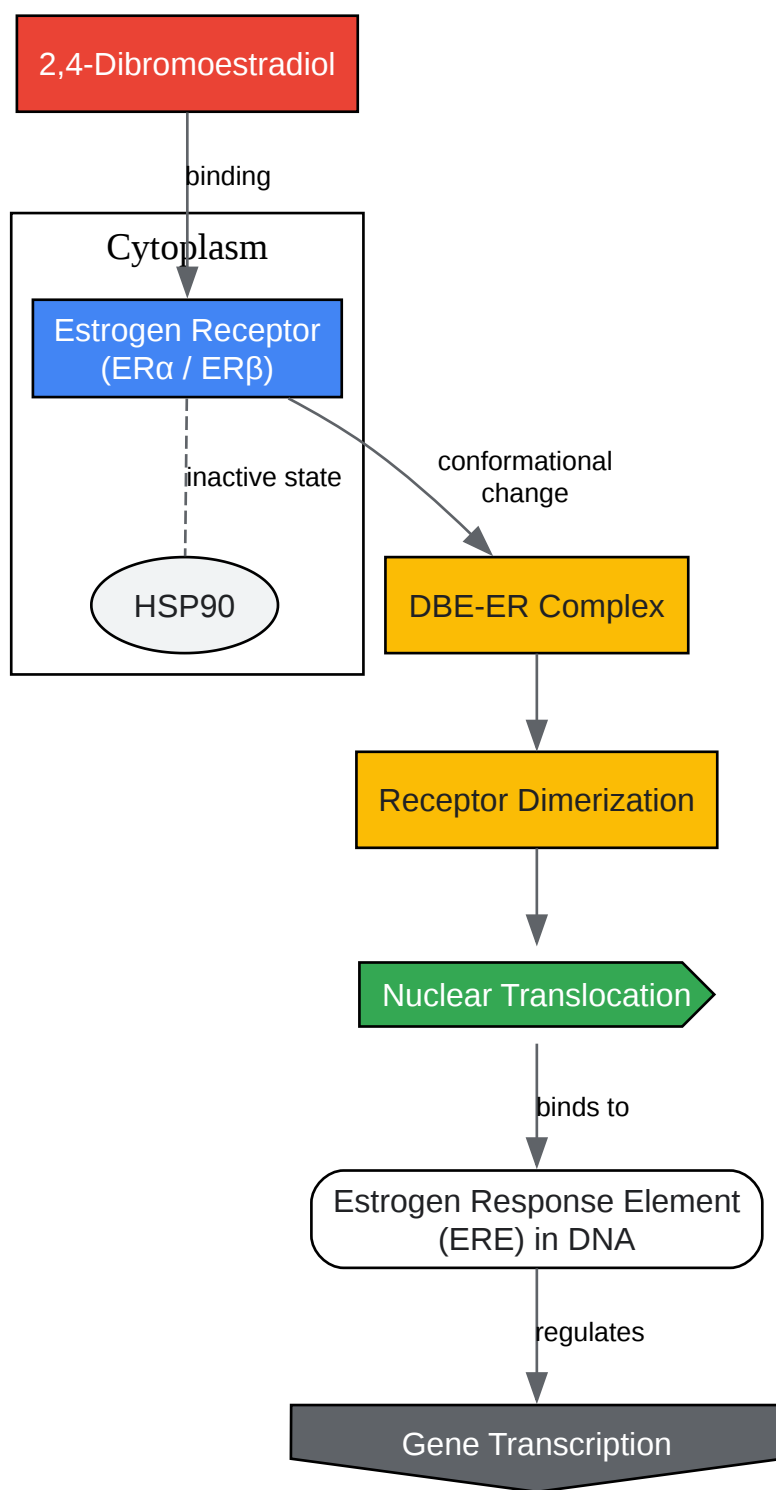 2,4-Dibromoestradiol
binding
Cytoplasm
Estrogen Receptor
(ERα / ERβ)
inactive state
conformational
change
HSP90
DBE-ER Complex
Receptor Dimerization
Nuclear Translocation
binds to
Estrogen Response Element
(ERE) in DNA
regulates
Gene Transcription